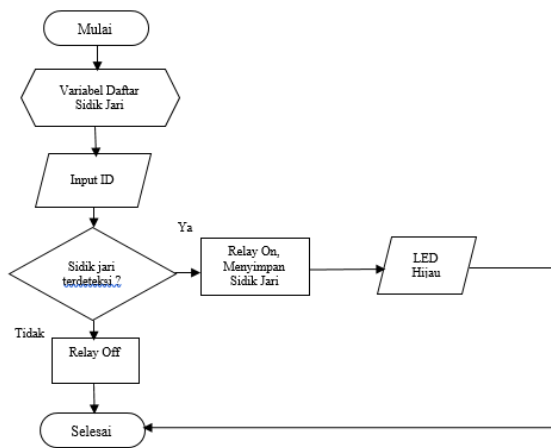 Mulai
Variabel Daftar
Sidik Jari
Input ID
Ya
Sidik jari
terdeteksi ?
Relay On,
Menyimpan
Sidik Jari
LED
Hijau
Tidak
Relay Off
Selesai